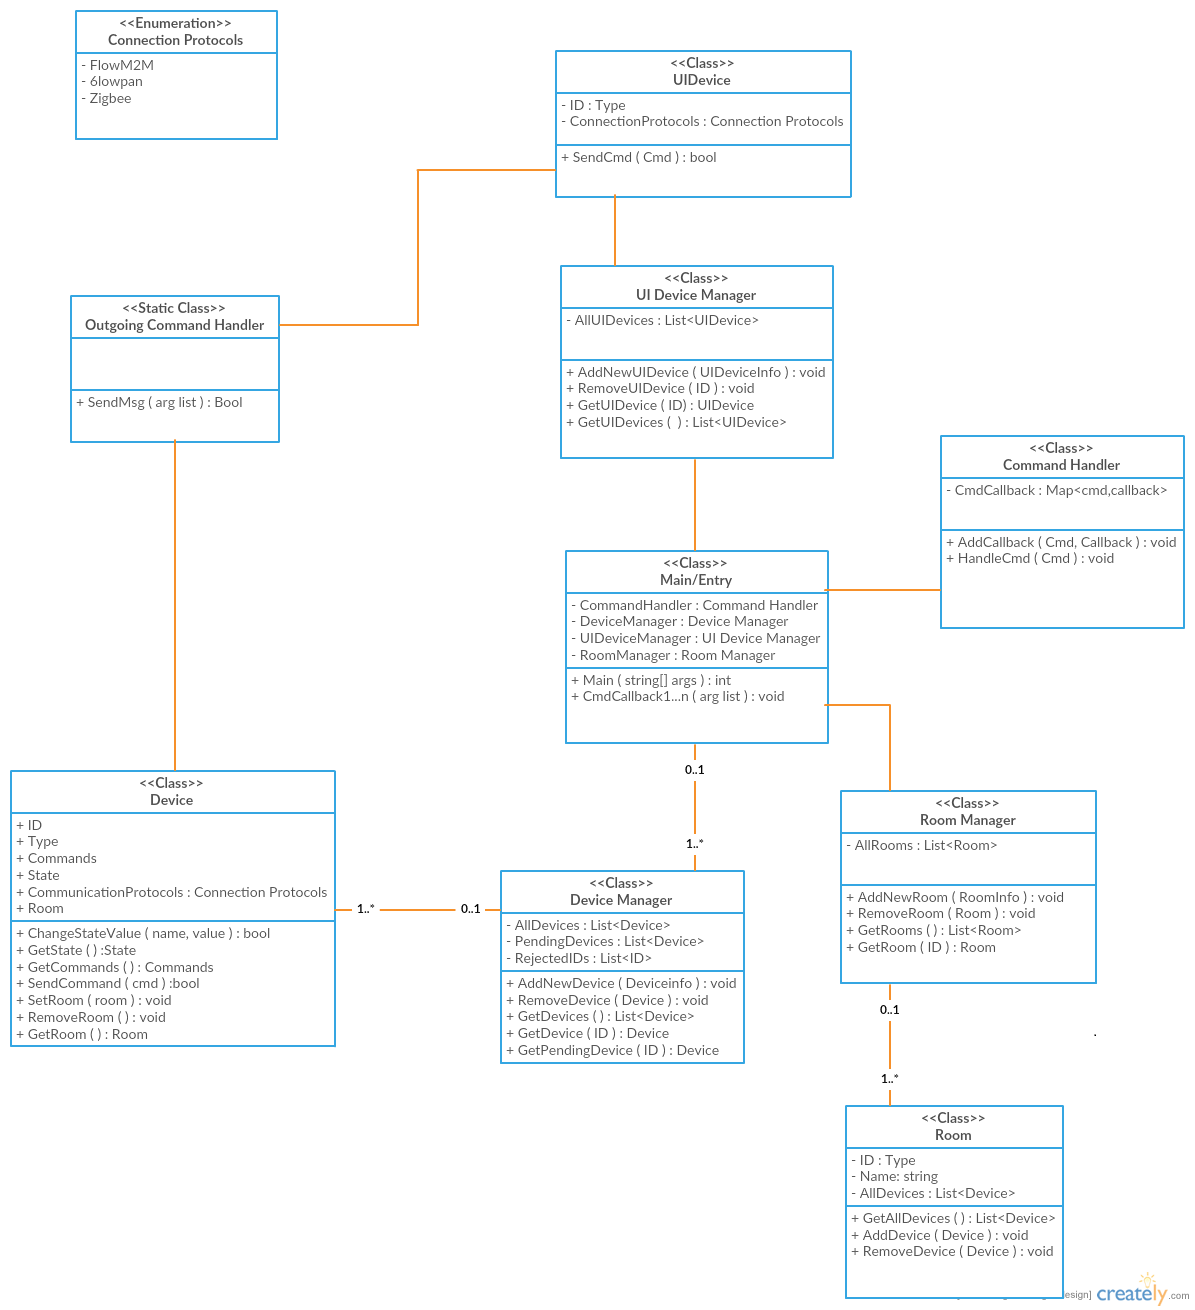 <<Enumeration>>
Connection Protocols
- FlowM2M
- 6lowpan
- Zigbee
<<Class>>
UIDevice
- ID : Type
- ConnectionProtocols : Connection Protocols
+ SendCmd ( Cmd ) : bool
<<Class>>
UI Device Manager
- AllUIDevices : List<UIDevice>
+ AddNewUIDevice ( UIDeviceInfo ) : void
+ RemoveUIDevice ( ID ) : void
+ GetUIDevice ( ID) : UIDevice
+ GetUIDevices (  ) : List<UIDevice>
<<Static Class>>
Outgoing Command Handler
+ SendMsg ( arg list ) : Bool
<<Class>>
Command Handler
- CmdCallback : Map<cmd,callback>
+ AddCallback ( Cmd, Callback ) : void
+ HandleCmd ( Cmd ) : void
<<Class>>
Main/Entry
- CommandHandler : Command Handler
- DeviceManager : Device Manager
- UIDeviceManager : UI Device Manager
- RoomManager : Room Manager
+ Main ( string[] args ) : int
+ CmdCallback1...n ( arg list ) : void
0..1
1..*
<<Class>>
Device
+ ID
+ Type
+ Commands
+ State
+ CommunicationProtocols : Connection Protocols
+ Room
+ ChangeStateValue ( name, value ) : bool
+ GetState ( ) :State
+ GetCommands ( ) : Commands
+ SendCommand ( cmd ) :bool
+ SetRoom ( room ) : void
+ RemoveRoom ( ) : void
+ GetRoom ( ) : Room
1..*
0..1
<<Class>>
Device Manager
- AllDevices : List<Device>
- PendingDevices : List<Device>
- RejectedIDs : List<ID>
+ AddNewDevice ( Deviceinfo ) : void
+ RemoveDevice ( Device ) : void
+ GetDevices ( ) : List<Device>
+ GetDevice ( ID ) : Device
+ GetPendingDevice ( ID ) : Device
<<Class>>
Room Manager
- AllRooms : List<Room>
+ AddNewRoom ( RoomInfo ) : void
+ RemoveRoom ( Room ) : void
+ GetRooms ( ) : List<Room>
+ GetRoom ( ID ) : Room
0..1
.
1..*
<<Class>>
Room
- ID : Type
- Name: string
- AllDevices : List<Device>
+ GetAllDevices ( ) : List<Device>
+ AddDevice ( Device ) : void
+ RemoveDevice ( Device ) : void
creately.com